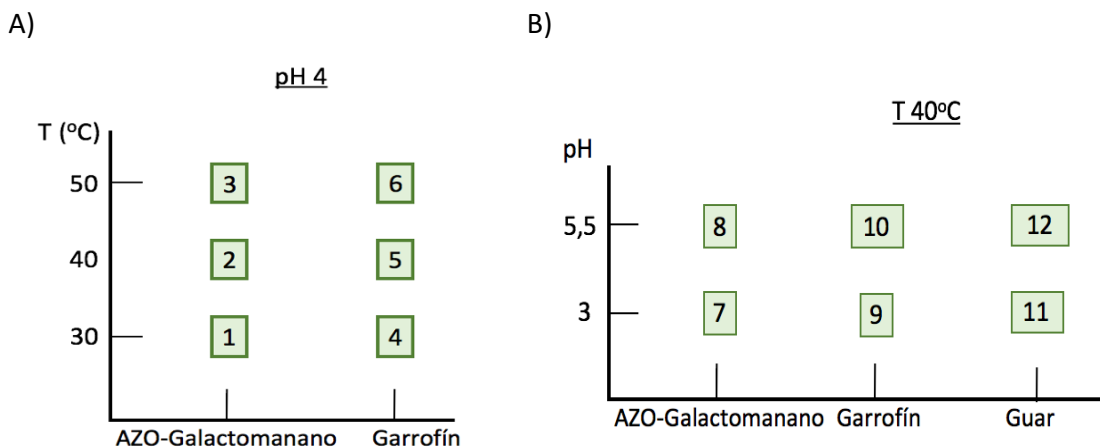 A)
pH 4
T (ºC)
50
3
6
40
2
5
30
1
4
AZO-Galactomanano Garrofín
B)
T 40ºC
pH
5,5
8
10
12
3
7
9
11
AZO-Galactomanano Garrofín Guar